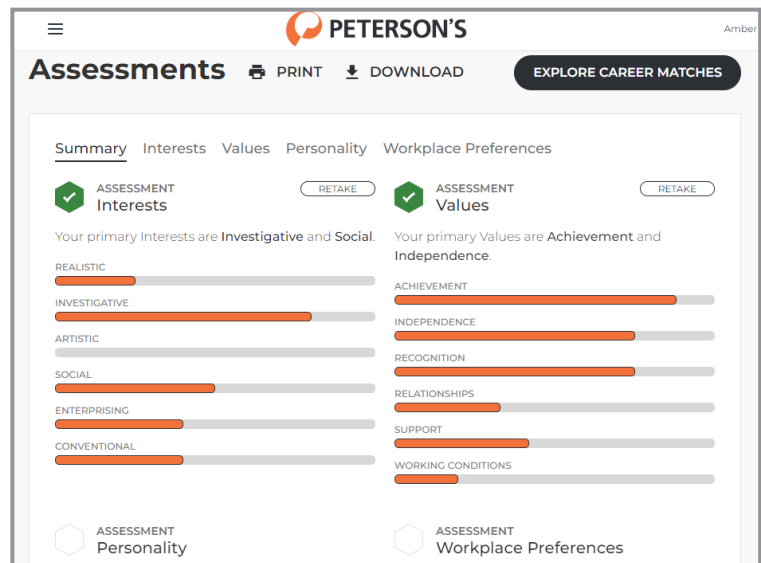 PETERSON'S
Amber
Assessments
PRINT
DOWNLOAD
EXPLORE CAREER MATCHES
Summary
Interests
Values
Personality
Workplace Preferences
ASSESSMENT
Interests
RETAKE
Your primary Interests are Investigative and Social.
REALISTIC
INVESTIGATIVE
ARTISTIC
SOCIAL
ENTERPRISING
CONVENTIONAL
ASSESSMENT
Values
RETAKE
Your primary Values are Achievement and
Independence.
ACHIEVEMENT
INDEPENDENCE
RECOGNITION
RELATIONSHIPS
SUPPORT
WORKING CONDITIONS
ASSESSMENT
Personality
ASSESSMENT
Workplace Preferences